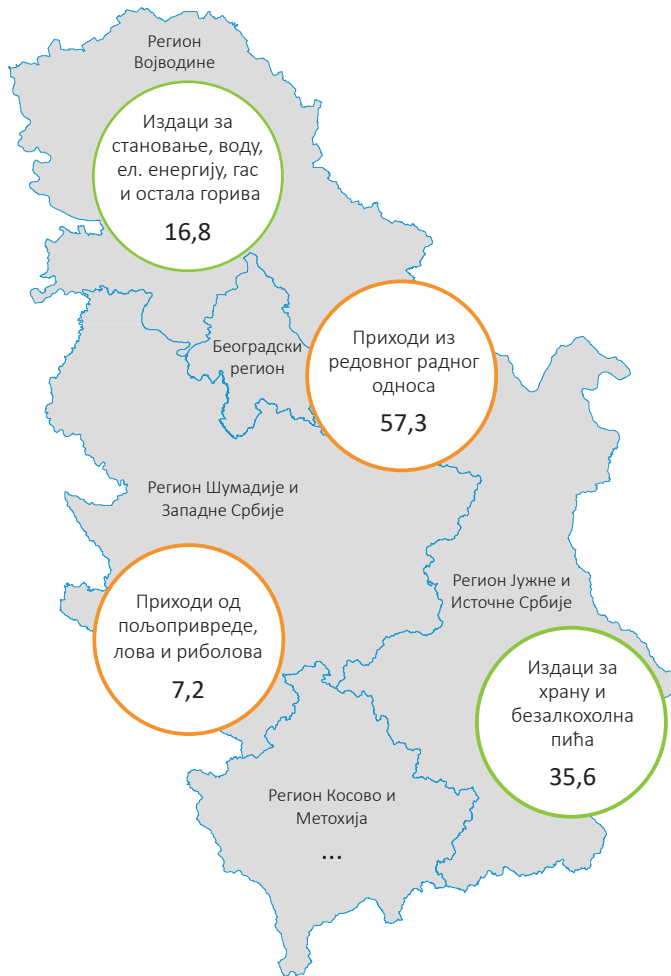 Регион
Војводине
Издаци за
становање, воду,
ел. енергију, гас
и остала горива
16,8
Београдски
регион
Приходи из
редовног радног
односа
57,3
Регион Шумадије и
Западне Србије
Регион Јужне и
Источне Србије
Приходи од
пољопривреде,
лова и риболова
7,2
Издаци за
храну и
безалкохолна
пића
35,6
Регион Косово и
Метохија
...